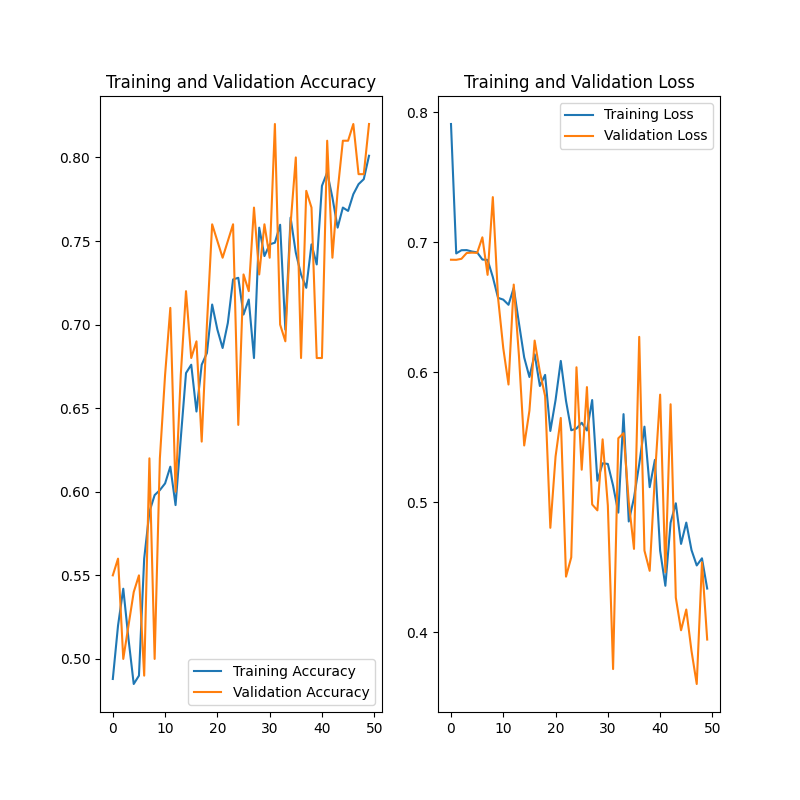 Training and Validation Accuracy
0.80
0.75
0.70
0.65
0.60
0.55
0.50
Training Accuracy
Validation Accuracy
0 10 20 30 40 50
Training and Validation Loss
Training Loss
Validation Loss
0.8
0.7
0.6
0.5
0.4
0 10 20 30 40 50